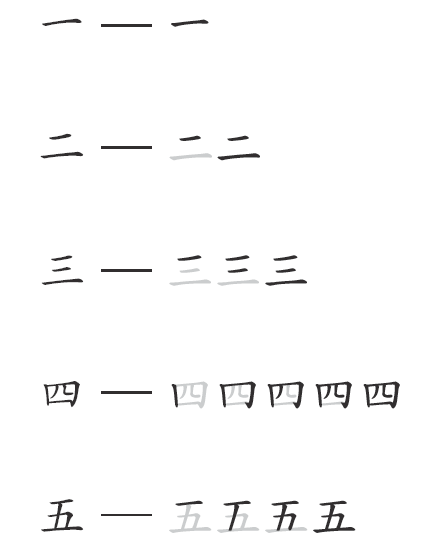 一 — 一
二 — 二 二
三 — 三 三 三
四 — 四 四 四 四 四
五 — 五 五 五 五